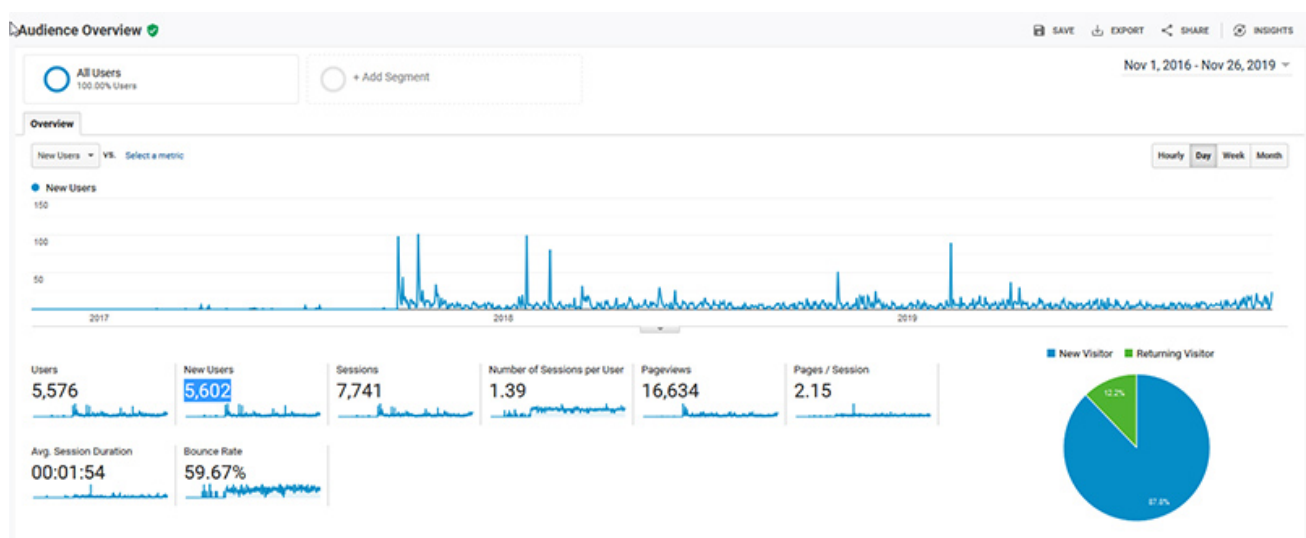 Audience Overview
SAVE EXPORT SHARE INSIGHTS
All Users
100.00% Users
+ Add Segment
Nov 1, 2016 - Nov 26, 2019
Overview
New Users VS. Select a metric
Hourly Day Week Month
New Users
150
100
50
2017 2018 2019
New Visitor Returning Visitor
Users New Users Sessions Number of Sessions per User Pageviews Pages / Session
5,576 5,602 7,741 1.39 16,634 2.15
12.2%
Avg. Session Duration Bounce Rate
00:01:54 59.67%
87.8%